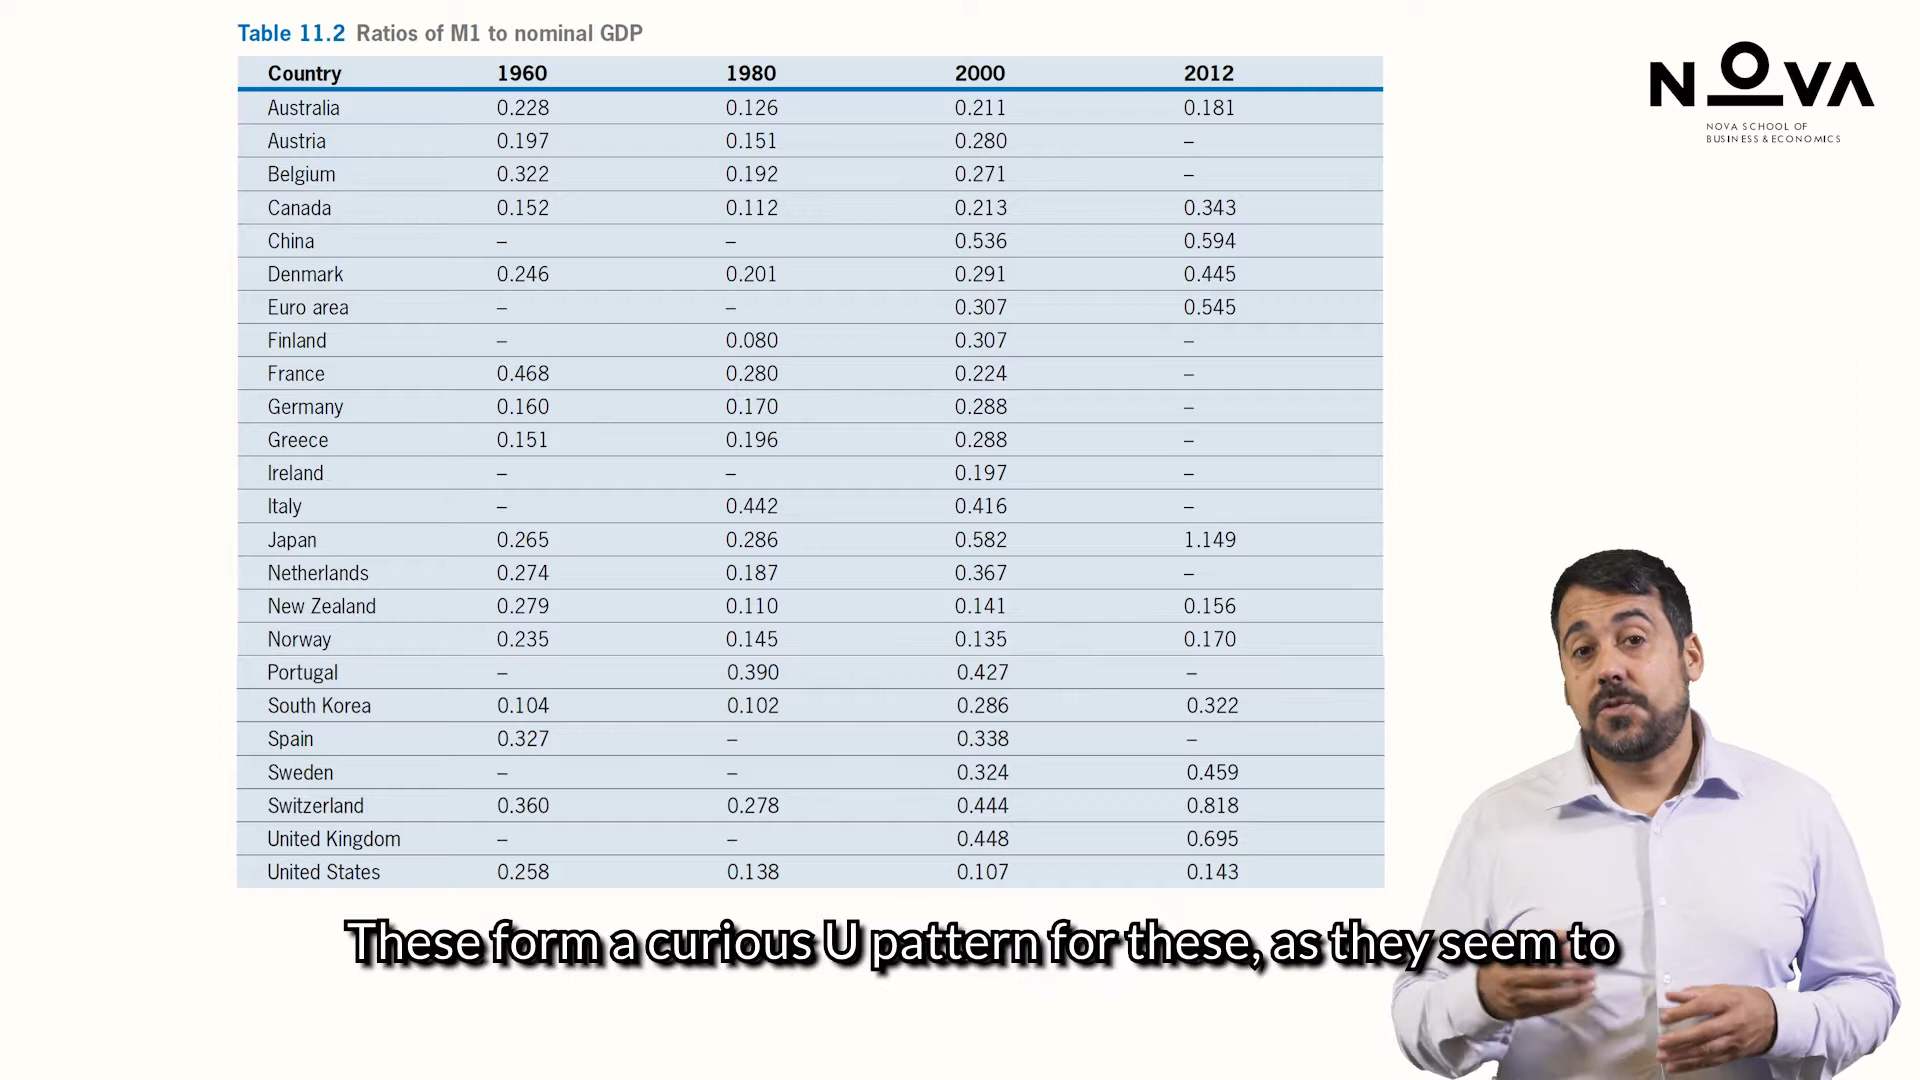 Table 11.2 Ratios of M1 to nominal GDP
Country 1960 1980 2000 2012
Australia 0.228 0.126 0.211 0.181
Austria 0.197 0.151 0.280 –
Belgium 0.322 0.192 0.271 –
Canada 0.152 0.112 0.213 0.343
China – – 0.536 0.594
Denmark 0.246 0.201 0.291 0.445
Euro area – – 0.307 0.545
Finland – 0.080 0.307 –
France 0.468 0.280 0.224 –
Germany 0.160 0.170 0.288 –
Greece 0.151 0.196 0.288 –
Ireland – – 0.197 –
Italy – 0.442 0.416 –
Japan 0.265 0.286 0.582 1.149
Netherlands 0.274 0.187 0.367 –
New Zealand 0.279 0.110 0.141 0.156
Norway 0.235 0.145 0.135 0.170
Portugal – 0.390 0.427 –
South Korea 0.104 0.102 0.286 0.322
Spain 0.327 – 0.338 –
Sweden – – 0.324 0.459
Switzerland 0.360 0.278 0.444 0.818
United Kingdom – – 0.448 0.695
United States 0.258 0.138 0.107 0.143
NOVA
NOVA SCHOOL OF
BUSINESS & ECONOMICS
These form a curious U pattern for these, as they seem to